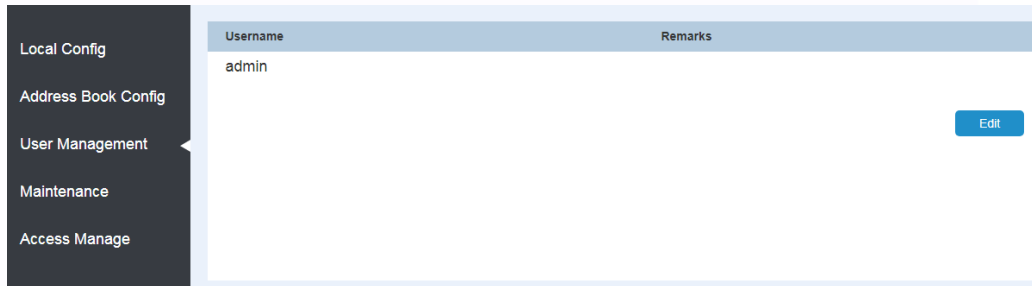 Local Config
Address Book Config
User Management
Maintenance
Access Manage
Username Remarks
admin
Edit